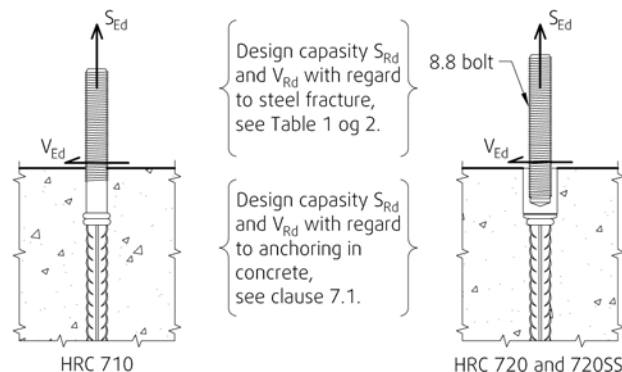 S_Ed
V_Ed
HRC 710
Design capasity S_Rd
and V_Rd with regard
to steel fracture,
see Table 1 og 2.
Design capasity S_Rd
and V_Rd with regard
to anchoring in
concrete,
see clause 7.1.
S_Ed
8.8 bolt
V_Ed
HRC 720 and 720SS